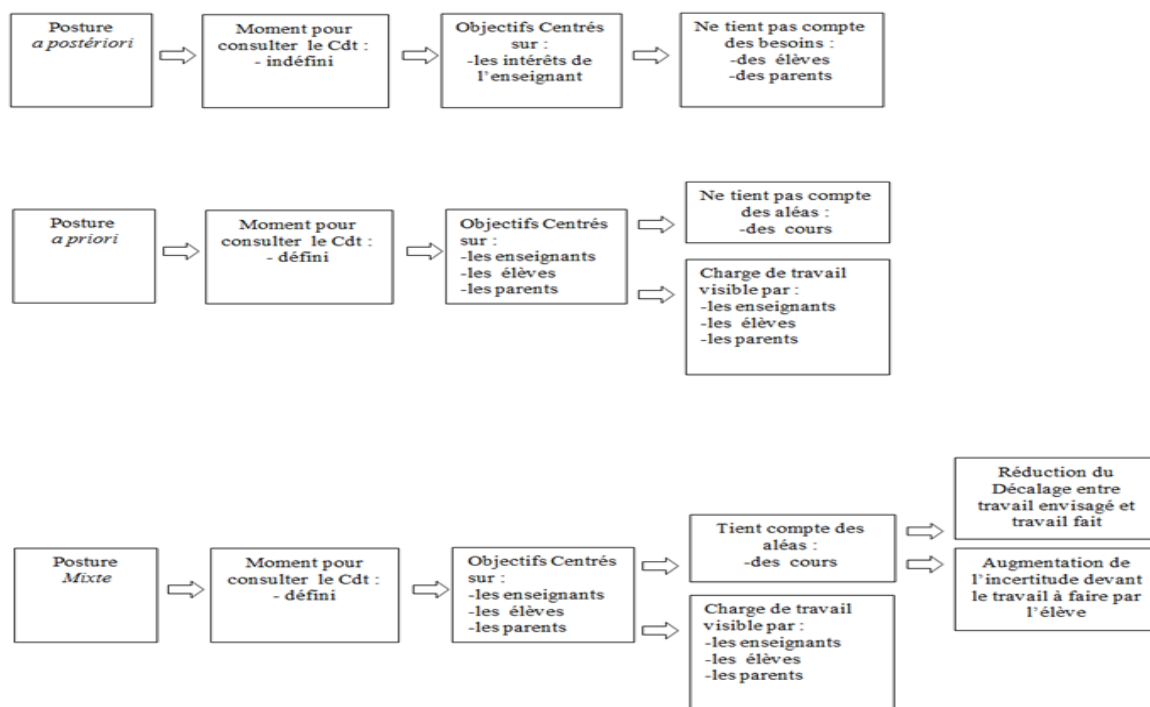 Posture
a postériori
Moment pour
consulter le Cdt :
- indéfini
Objectifs Centrés
sur :
-les intérêts de
l'enseignant
Ne tient pas compte
des besoins :
-des élèves
-des parents
Posture
a priori
Moment pour
consulter le Cdt :
- défini
Objectifs Centrés
sur :
-les enseignants
-les élèves
-les parents
Ne tient pas compte
des aléas :
-des cours
Charge de travail
visible par :
-les enseignants
-les élèves
-les parents
Posture
Mixte
Moment pour
consulter le Cdt :
- défini
Objectifs Centrés
sur :
-les enseignants
-les élèves
-les parents
Tient compte des
aléas :
-des cours
Charge de travail
visible par :
-les enseignants
-les élèves
-les parents
Réduction du
Décalage entre
travail envisagé et
travail fait
Augmentation de
l'incertitude devant
le travail à faire par
l'élève